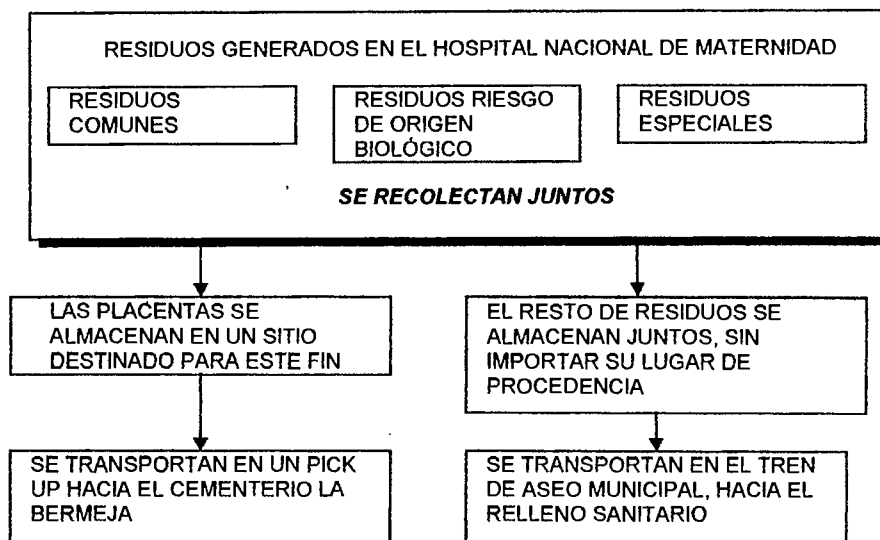 RESIDUOS GENERADOS EN EL HOSPITAL NACIONAL DE MATERNIDAD
RESIDUOS
COMUNES
RESIDUOS RIESGO
DE ORIGEN
BIOLÓGICO
RESIDUOS
ESPECIALES
SE RECOLECTAN JUNTOS
LAS PLACENTAS SE
ALMACENAN EN UN SITIO
DESTINADO PARA ESTE FIN
EL RESTO DE RESIDUOS SE
ALMACENAN JUNTOS, SIN
IMPORTAR SU LUGAR DE
PROCEDENCIA
SE TRANSPORTAN EN UN PICK
UP HACIA EL CEMENTERIO LA
BERMEJA
SE TRANSPORTAN EN EL TREN
DE ASEO MUNICIPAL, HACIA EL
RELLENO SANITARIO